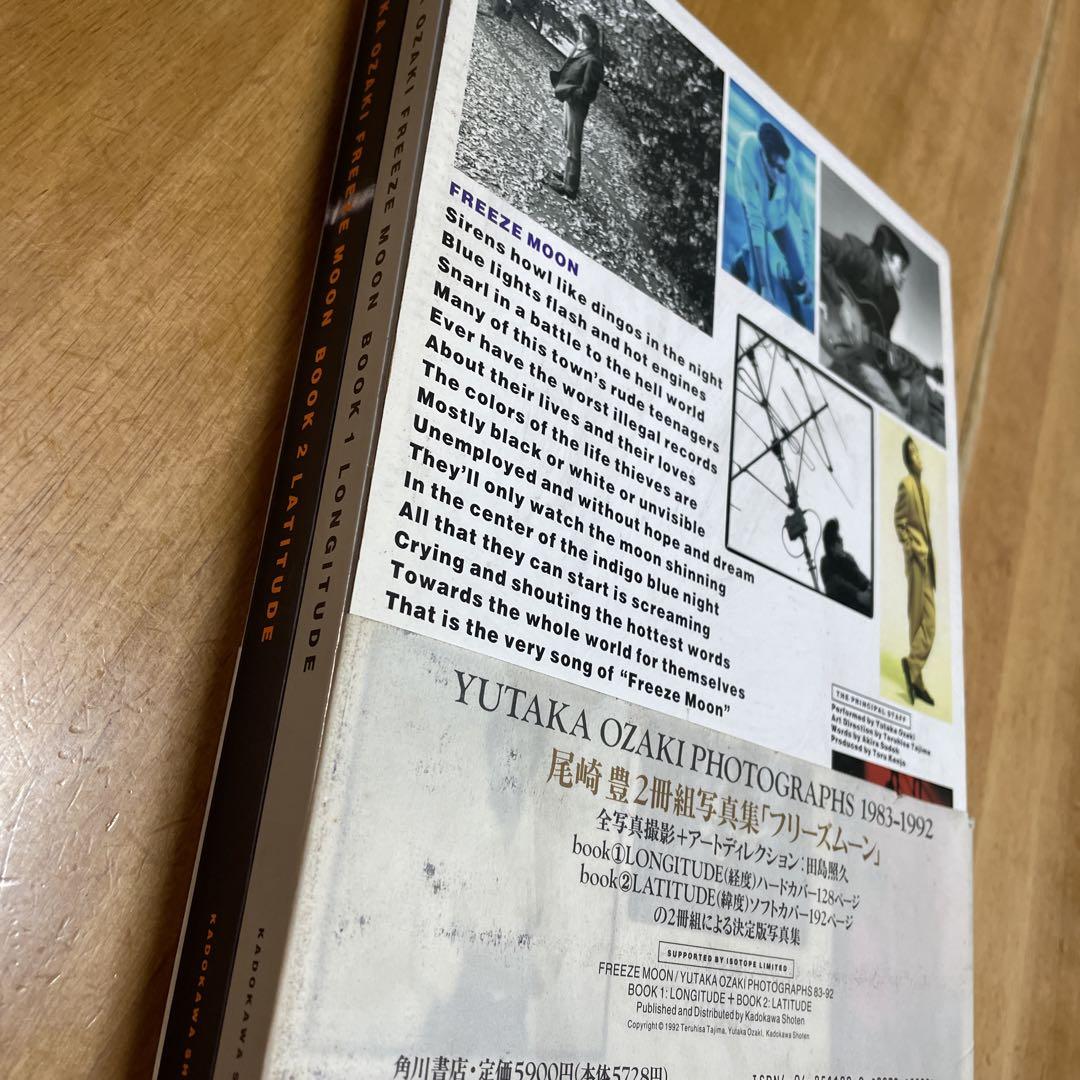 KA OZAKI FREEZE MOON BOOK 2 LATITUDE
KADOKAWA SH
OZAKI FREEZE MOON BOOK 1 LONGITUDE
KADOKAWA S
FREEZE MOON
Sirens howl like dingos in the night
Blue lights flash and hot engines
Snarl in a battle to the hell world
Many of this town's rude teenagers
Ever have the worst illegal records
About their lives and their loves
The colors of the life thieves are
Mostly black or white or unvisible
Unemployed and without hope and dream
They'll only watch the moon shinning
In the center of the indigo blue night
All that they can start is screaming
Crying and shouting the hottest words
Towards the whole world for themselves
That is the very song of “Freeze Moon”
THE PRINCIPAL STAFF
Performed by Yutaka Ozaki
Art Direction by Teruhisa Tajima
Words by Akira Sudoh
Produced by Toru Kenjo
YUTAKA OZAKI PHOTOGRAPHS 1983-1992
尾崎 豊2冊組写真集「フリーズムーン」
全写真撮影+アートディレクション:田島照久
book①LONGITUDE(経度)ハードカバー128ページ
book②LATITUDE(緯度)ソフトカバー192ページ
の2冊組による決定版写真集
SUPPORTED BY ISOTOPE LIMITED
FREEZE MOON/YUTAKA OZAKI PHOTOGRAPHS 83-92
BOOK 1: LONGITUDE + BOOK 2: LATITUDE
Published and Distributed by Kadokawa Shoten
Copyright © 1992 Teruhisa Tajima, Yutaka Ozaki, Kadokawa Shoten
角川書店・定価5900円(本体5728円)